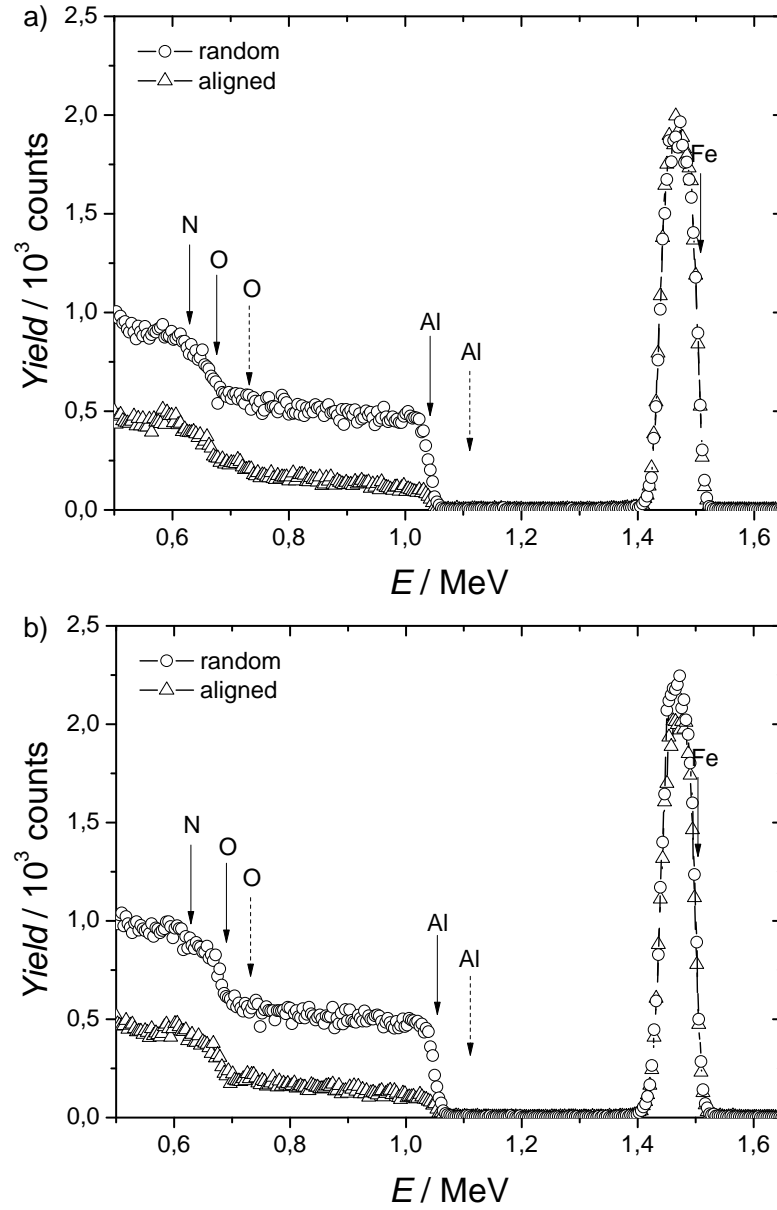 a)
2,5
random
aligned
2,0
Fe
1,5
N
O
O
1,0
Al
Al
0,5
0,0
Yield / 10³ counts
0,6 0,8 1,0 1,2 1,4 1,6
E / MeV
b)
2,5
random
aligned
2,0
Fe
1,5
N
O
O
1,0
Al
Al
0,5
0,0
Yield / 10³ counts
0,6 0,8 1,0 1,2 1,4 1,6
E / MeV